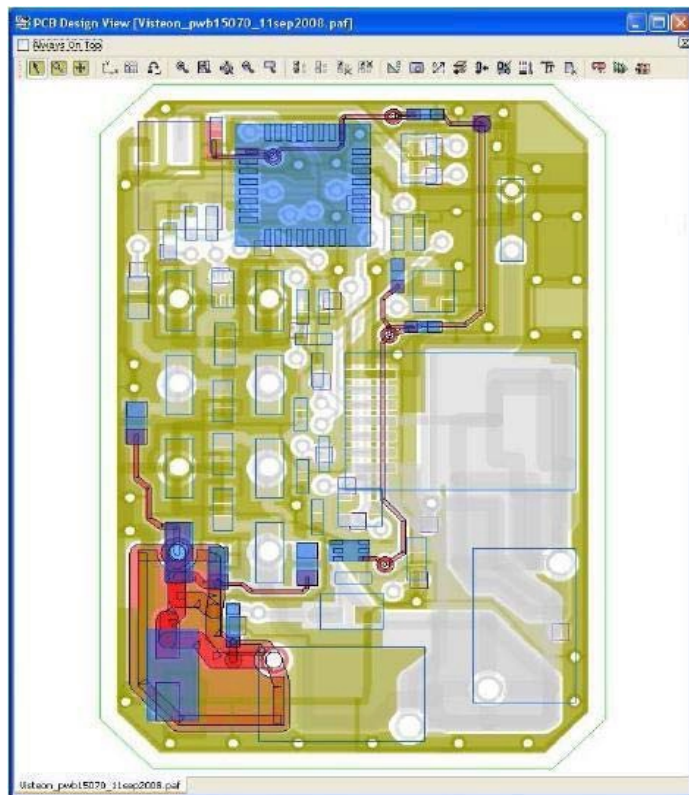 PCB Design View [Visteon_pwb15070_11sep2008.paf]
Always On Top
Visteon_pwb15070_11sep2008.paf